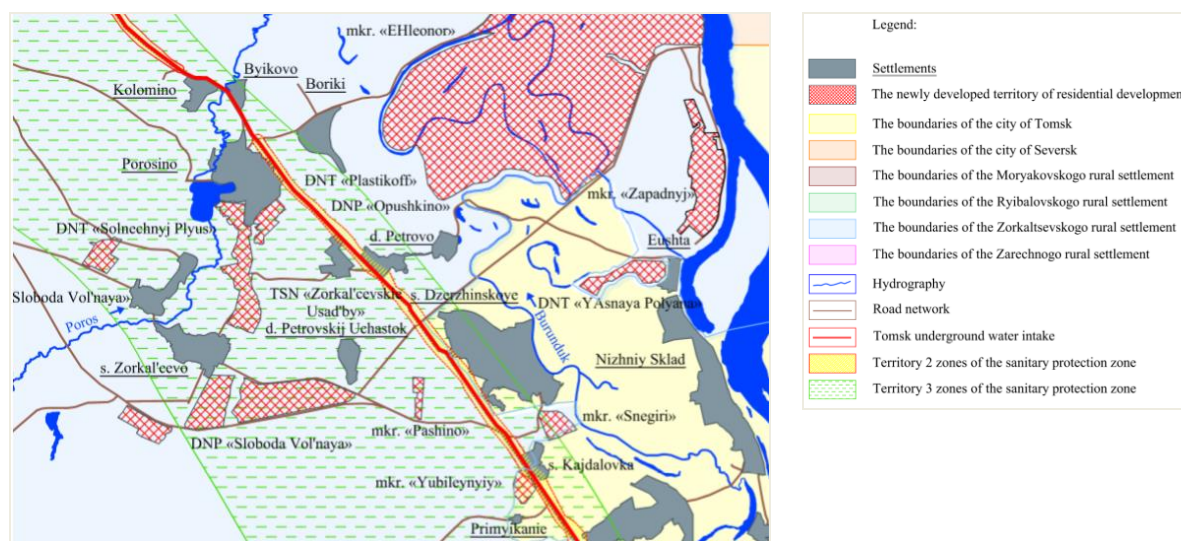 mkr. «EHleonor»
Byikovo
Kolomino
Boriki
Porosino
DNT «Plastikoff»
mkr. «Zapadnyj»
DNP «Opushkino»
DNT «Solnechnyj Plyus»
d. Petrovo
Eushta
Sloboda Vol'naya»
TSN «Zorkal'cevskie
Usad'by»
s. Dzerzhinskoye
DNT «YAsnaya Polyana»
Poros
d. Petrovskij Uchastok
Burunduk
s. Zorkal'cevo
Nizhniy Sklad
mkr. «Snegiri»
mkr. «Pashino»
DNP «Sloboda Vol'naya»
s. Kajdalovka
mkr. «Yubileynyiy»
Primyikanie
Legend:
Settlements
The newly developed territory of residential developmen
The boundaries of the city of Tomsk
The boundaries of the city of Seversk
The boundaries of the Moryakovskogo rural settlement
The boundaries of the Ryibalovskogo rural settlement
The boundaries of the Zorkaltsevskogo rural settlement
The boundaries of the Zarechnogo rural settlement
Hydrography
Road network
Tomsk underground water intake
Territory 2 zones of the sanitary protection zone
Territory 3 zones of the sanitary protection zone